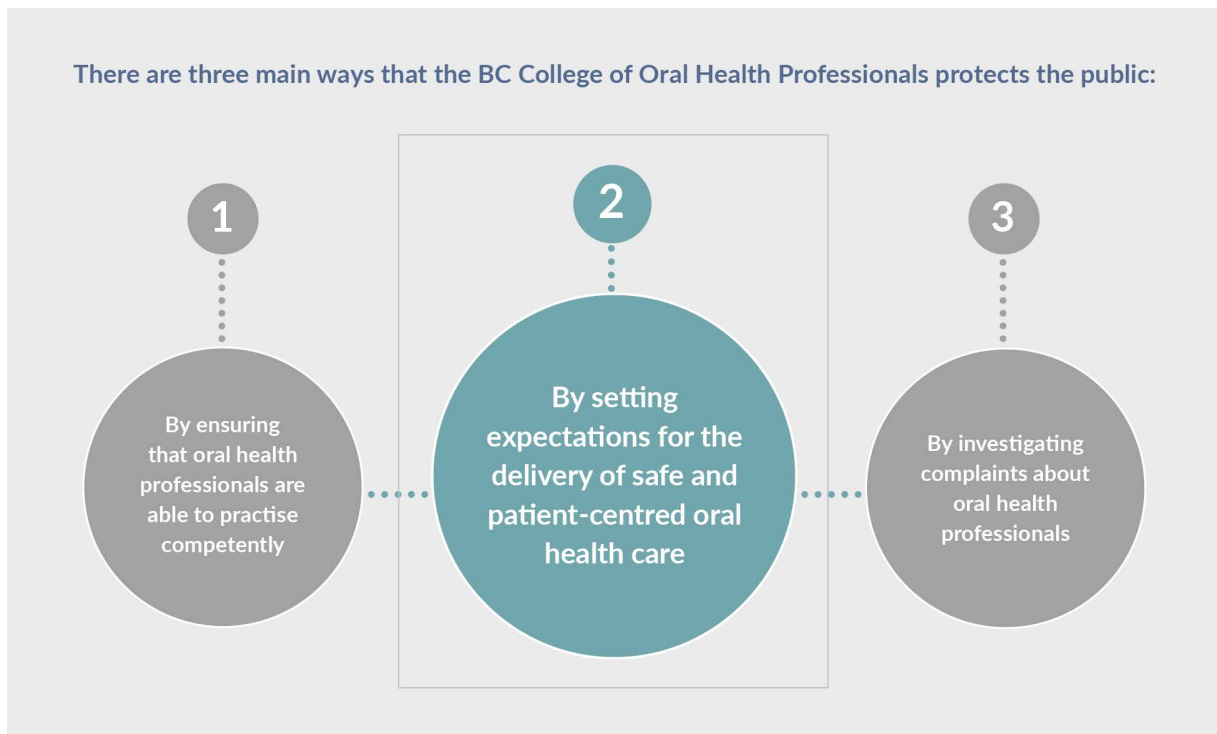 There are three main ways that the BC College of Oral Health Professionals protects the public:
1
By ensuring
that oral health
professionals are
able to practise
competently
2
By setting
expectations for the
delivery of safe and
patient-centred oral
health care
3
By investigating
complaints about
oral health
professionals